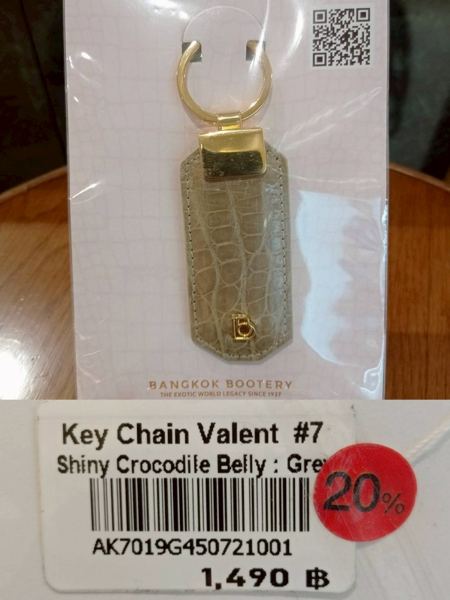 B
BANGKOK BOOTERY
THE EXOTIC WORLD LEGACY SINCE 1937
Key Chain Valent #7
Shiny Crocodile Belly : Grey
20%
AK7019G450721001
1,490 ฿